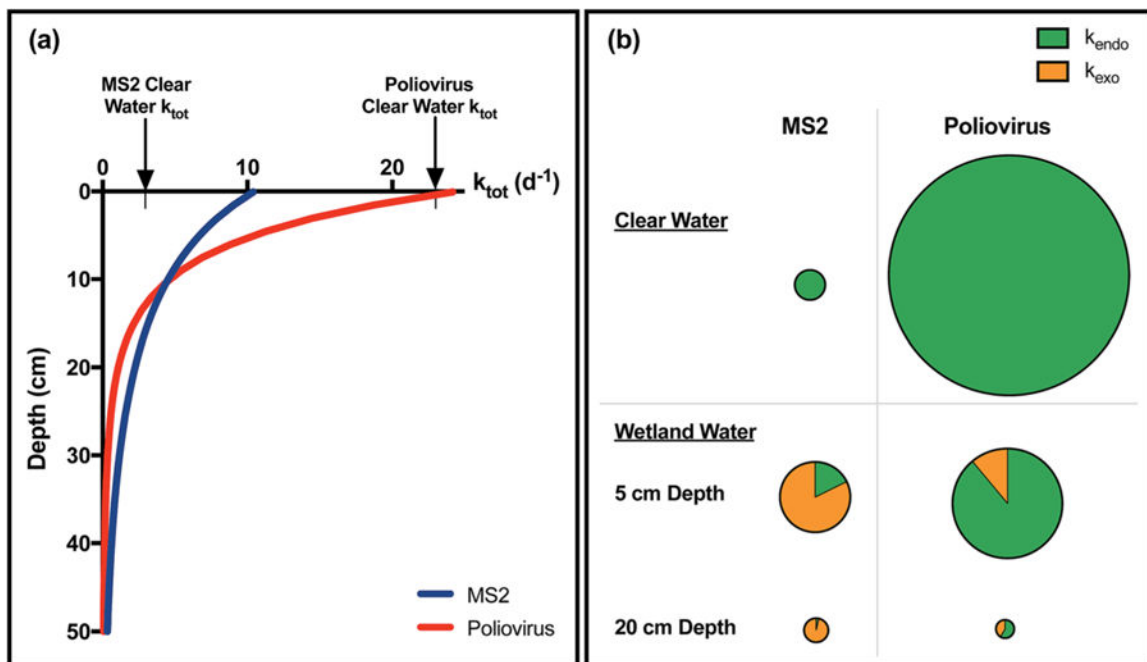 (a)
MS2 Clear
Water ktot
Poliovirus
Clear Water ktot
0 10 20 ktot (d⁻¹)
0
10
20
30
40
50
Depth (cm)
MS2
Poliovirus
(b)
kendo
kexo
MS2 Poliovirus
Clear Water
Wetland Water
5 cm Depth
20 cm Depth